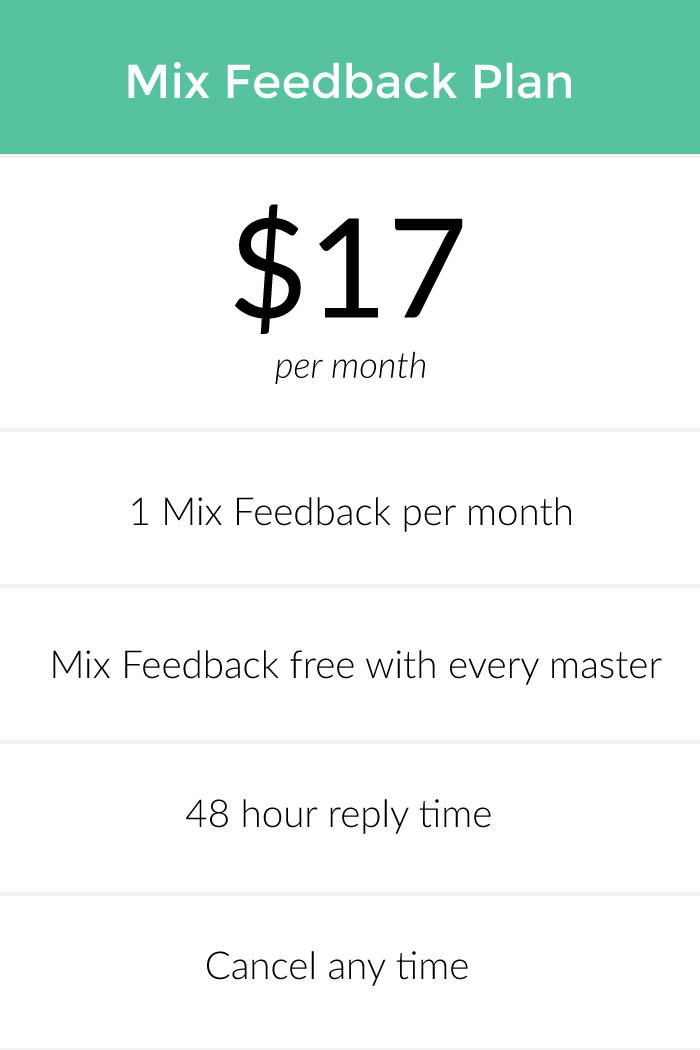 Mix Feedback Plan
$17
per month
1 Mix Feedback per month
Mix Feedback free with every master
48 hour reply time
Cancel any time